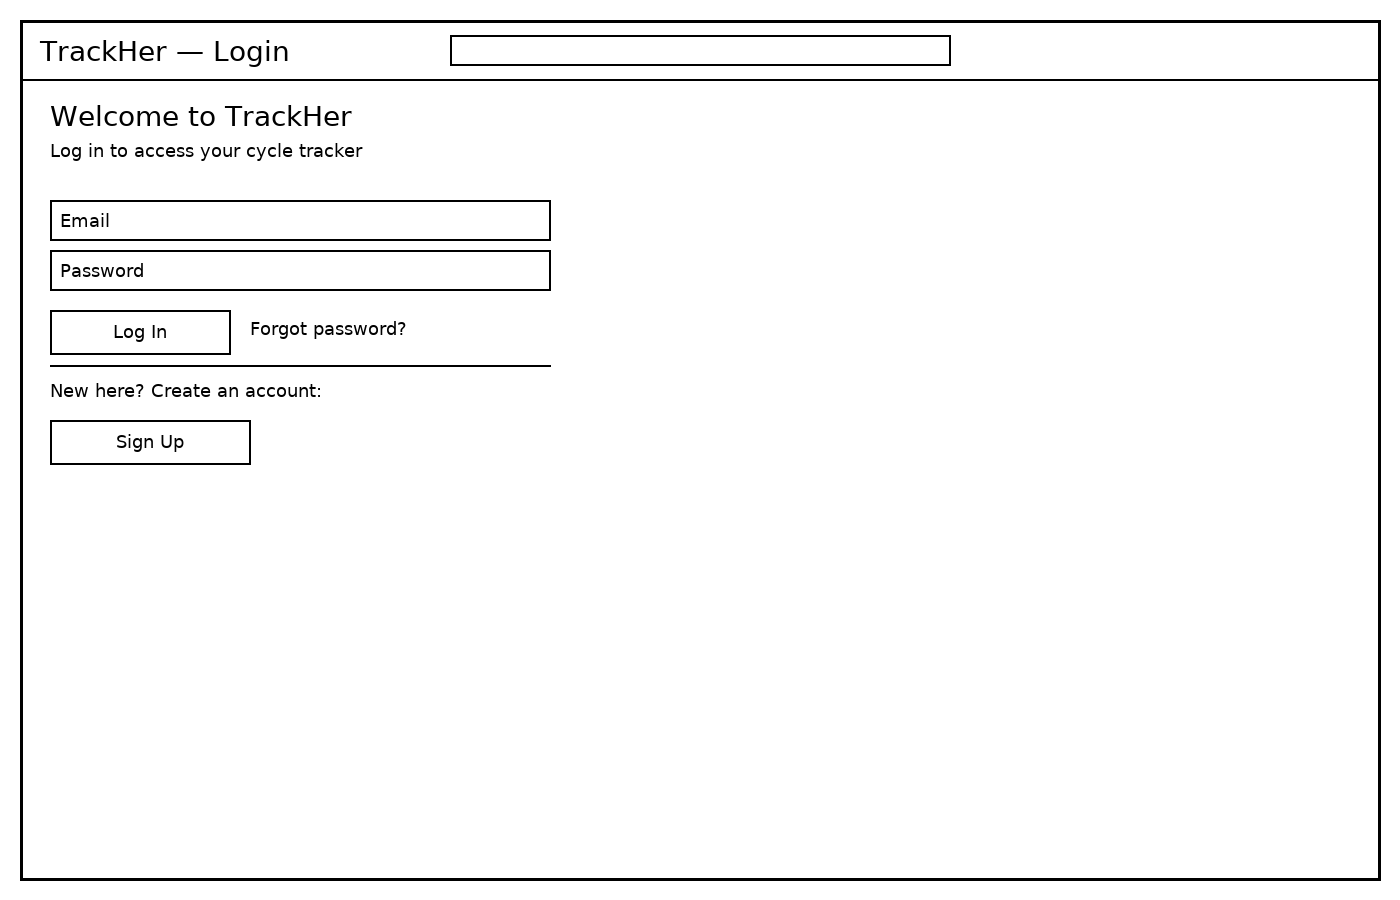 TrackHer — Login
Welcome to TrackHer
Log in to access your cycle tracker
Email
Password
Log In
Forgot password?
New here? Create an account:
Sign Up